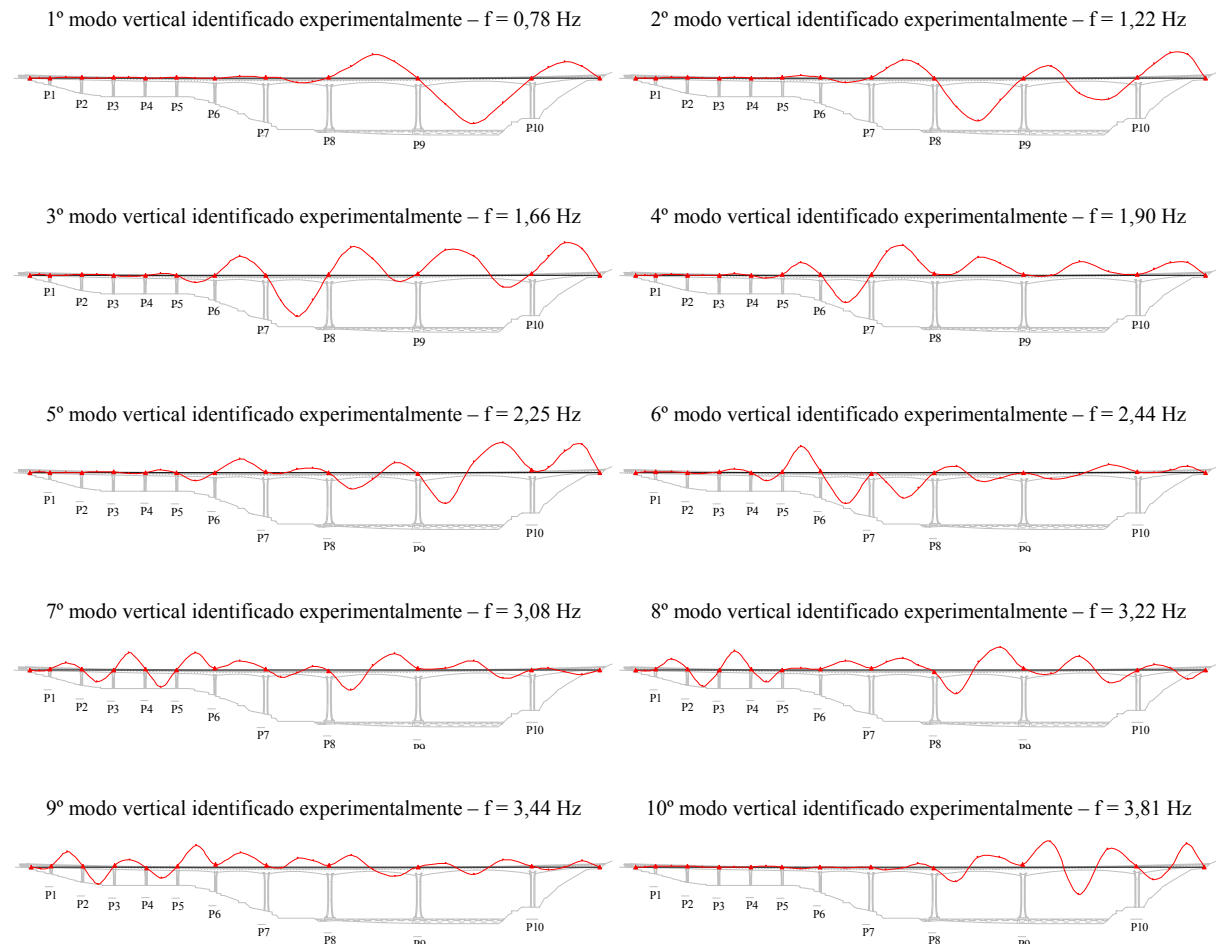 1º modo vertical identificado experimentalmente – f = 0,78 Hz
P1 P2 P3 P4 P5 P6 P7 P8 P9 P10
2º modo vertical identificado experimentalmente – f = 1,22 Hz
P1 P2 P3 P4 P5 P6 P7 P8 P9 P10
3º modo vertical identificado experimentalmente – f = 1,66 Hz
P1 P2 P3 P4 P5 P6 P7 P8 P9 P10
4º modo vertical identificado experimentalmente – f = 1,90 Hz
P1 P2 P3 P4 P5 P6 P7 P8 P9 P10
5º modo vertical identificado experimentalmente – f = 2,25 Hz
P1 P2 P3 P4 P5 P6 P7 P8 P9 P10
6º modo vertical identificado experimentalmente – f = 2,44 Hz
P1 P2 P3 P4 P5 P6 P7 P8 P9 P10
7º modo vertical identificado experimentalmente – f = 3,08 Hz
P1 P2 P3 P4 P5 P6 P7 P8 P9 P10
8º modo vertical identificado experimentalmente – f = 3,22 Hz
P1 P2 P3 P4 P5 P6 P7 P8 P9 P10
9º modo vertical identificado experimentalmente – f = 3,44 Hz
P1 P2 P3 P4 P5 P6 P7 P8 P9 P10
10º modo vertical identificado experimentalmente – f = 3,81 Hz
P1 P2 P3 P4 P5 P6 P7 P8 P9 P10